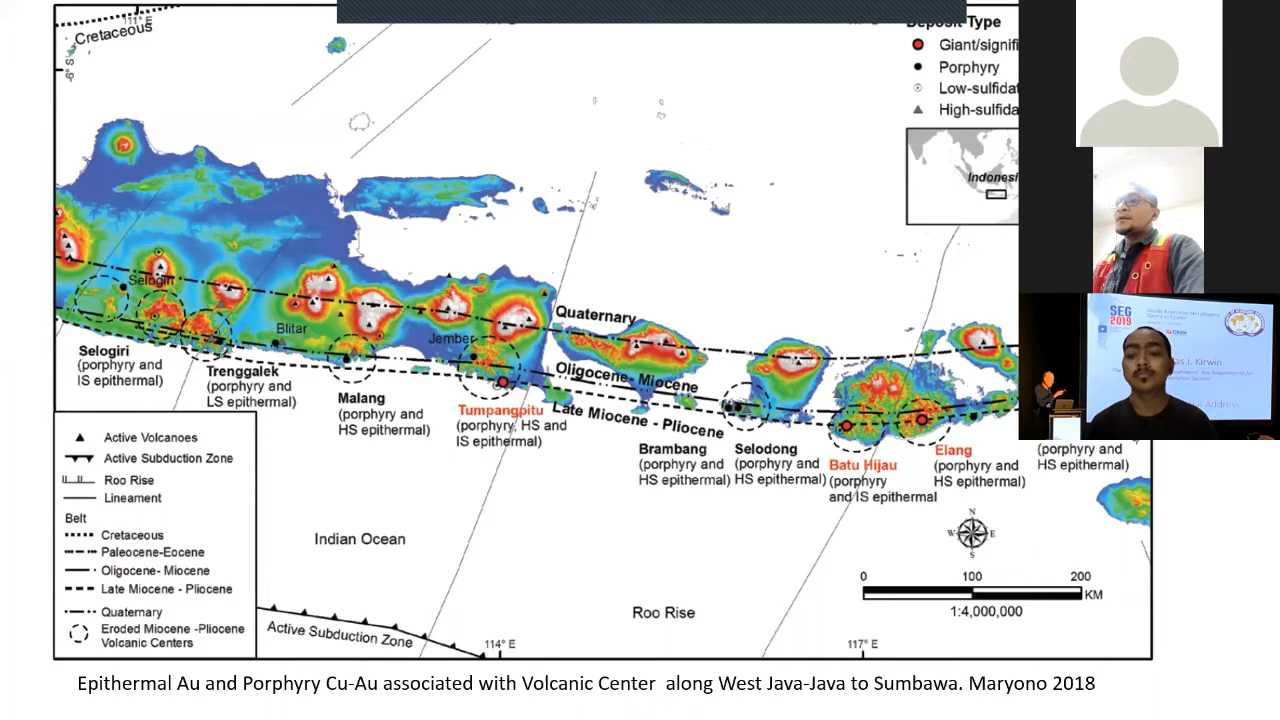 111° E
Cretaceous
6° S
Deposit Type
Giant/signifi
Porphyry
Low-sulfidat
High-sulfida
Indonesi
Quaternary
Oligocene- Miocene
Late Miocene - Pliocene
Selogiri
Blitar
Jember
Selogiri
(porphyry and
IS epithermal)
Trenggalek
(porphyry and
LS epithermal)
Malang
(porphyry and
HS epithermal)
Tumpangpitu
(porphyry, HS and
IS epithermal)
Brambang
(porphyry and
HS epithermal)
Selodong
(porphyry and
HS epithermal)
Batu Hijau
(porphyry
and IS epithermal
Elang
(porphyry and
HS epithermal)
(porphyry and
HS epithermal)
Active Volcanoes
Active Subduction Zone
Roo Rise
Lineament
Belt
Cretaceous
Paleocene-Eocene
Oligocene- Miocene
Late Miocene - Pliocene
Quaternary
Eroded Miocene -Pliocene
Volcanic Centers
Indian Ocean
Roo Rise
Active Subduction Zone
114° E
117° E
N
W E
S
0 100 200
KM
1:4,000,000
SEG
2019
as J. Kirwin
Address
Epithermal Au and Porphyry Cu-Au associated with Volcanic Center along West Java-Java to Sumbawa. Maryono 2018